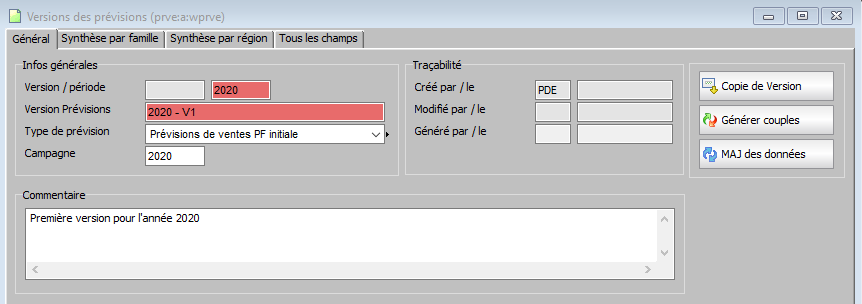 Versions des prévisions (prve:a:wprve)
Général Synthèse par famille Synthèse par région Tous les champs
Infos générales
Version / période 2020
Version Prévisions 2020 - V1
Type de prévision Prévisions de ventes PF initiale
Campagne 2020
Traçabilité
Créé par / le PDE
Modifié par / le
Généré par / le
Copie de Version
Générer couples
MAJ des données
Commentaire
Première version pour l'année 2020